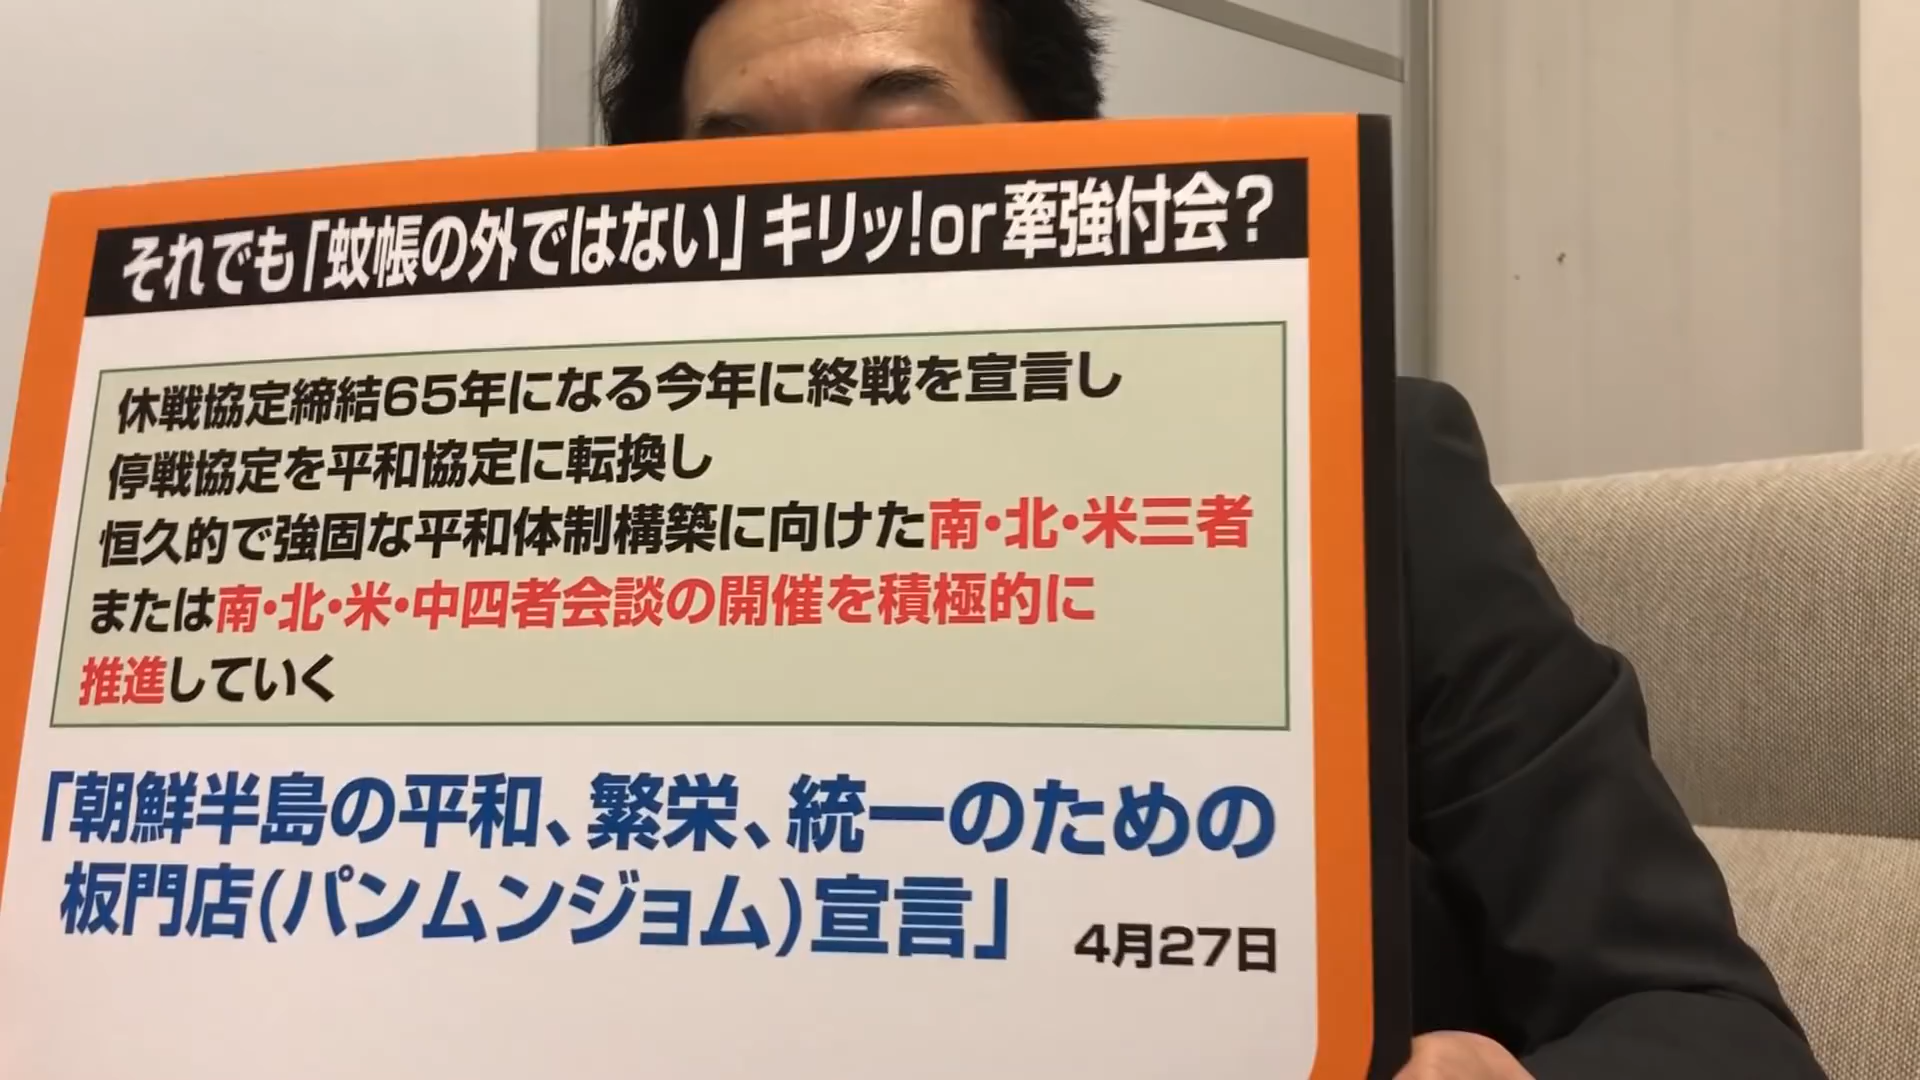 それでも「蚊帳の外ではない」キリッ!or牽強付会?
休戦協定締結65年になる今年に終戦を宣言し
停戦協定を平和協定に転換し
恒久的で強固な平和体制構築に向けた南・北・米三者
または南・北・米・中四者会談の開催を積極的に
推進していく
「朝鮮半島の平和、繁栄、統一のための
板門店(パンムンジョム)宣言」 4月27日